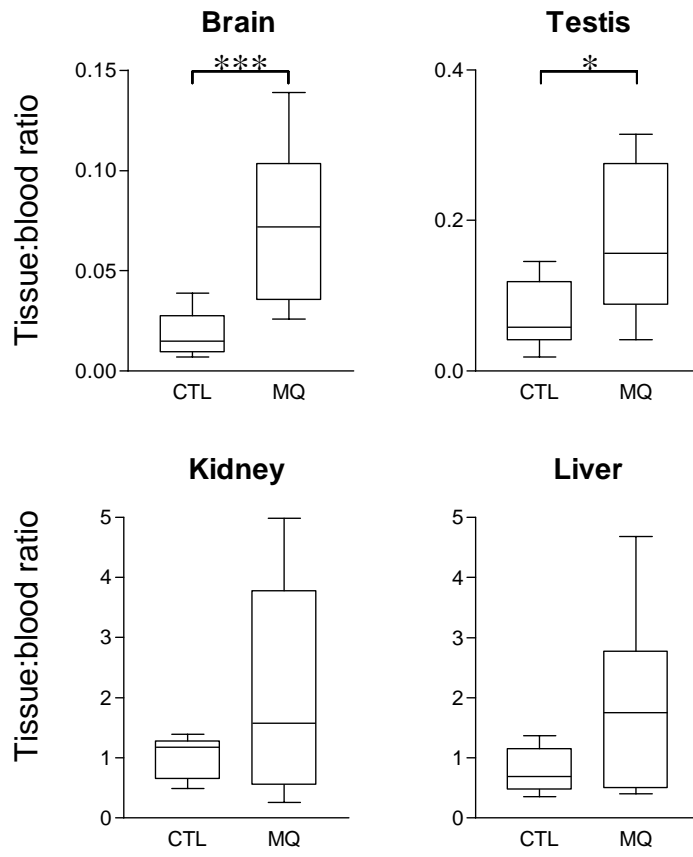 Brain
Testis
Tissue:blood ratio
0.15
0.10
0.05
0.00
***
CTL
MQ
0.4
0.2
0.0
*
CTL
MQ
Kidney
Liver
Tissue:blood ratio
5
4
3
2
1
0
CTL
MQ
5
4
3
2
1
0
CTL
MQ